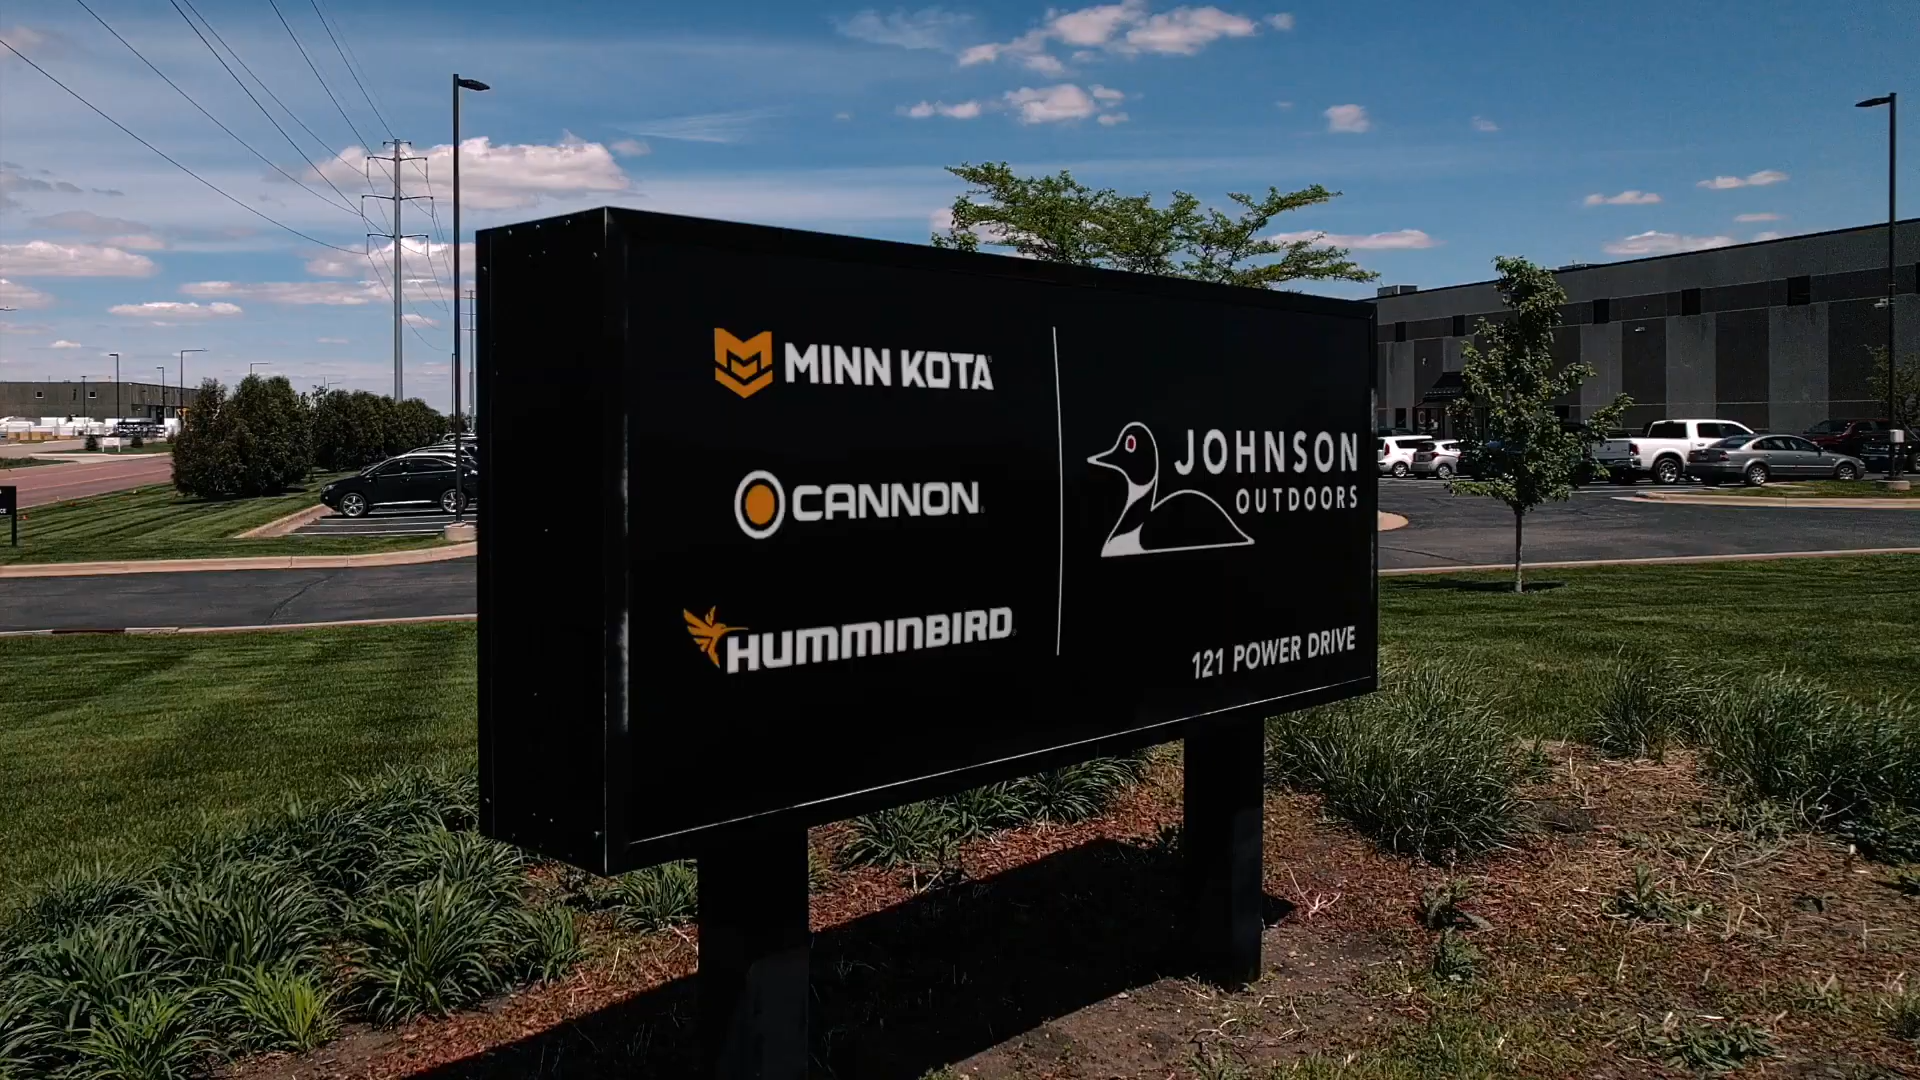 MINN KOTA
CANNON
HUMMINBIRD
JOHNSON
OUTDOORS
121 POWER DRIVE